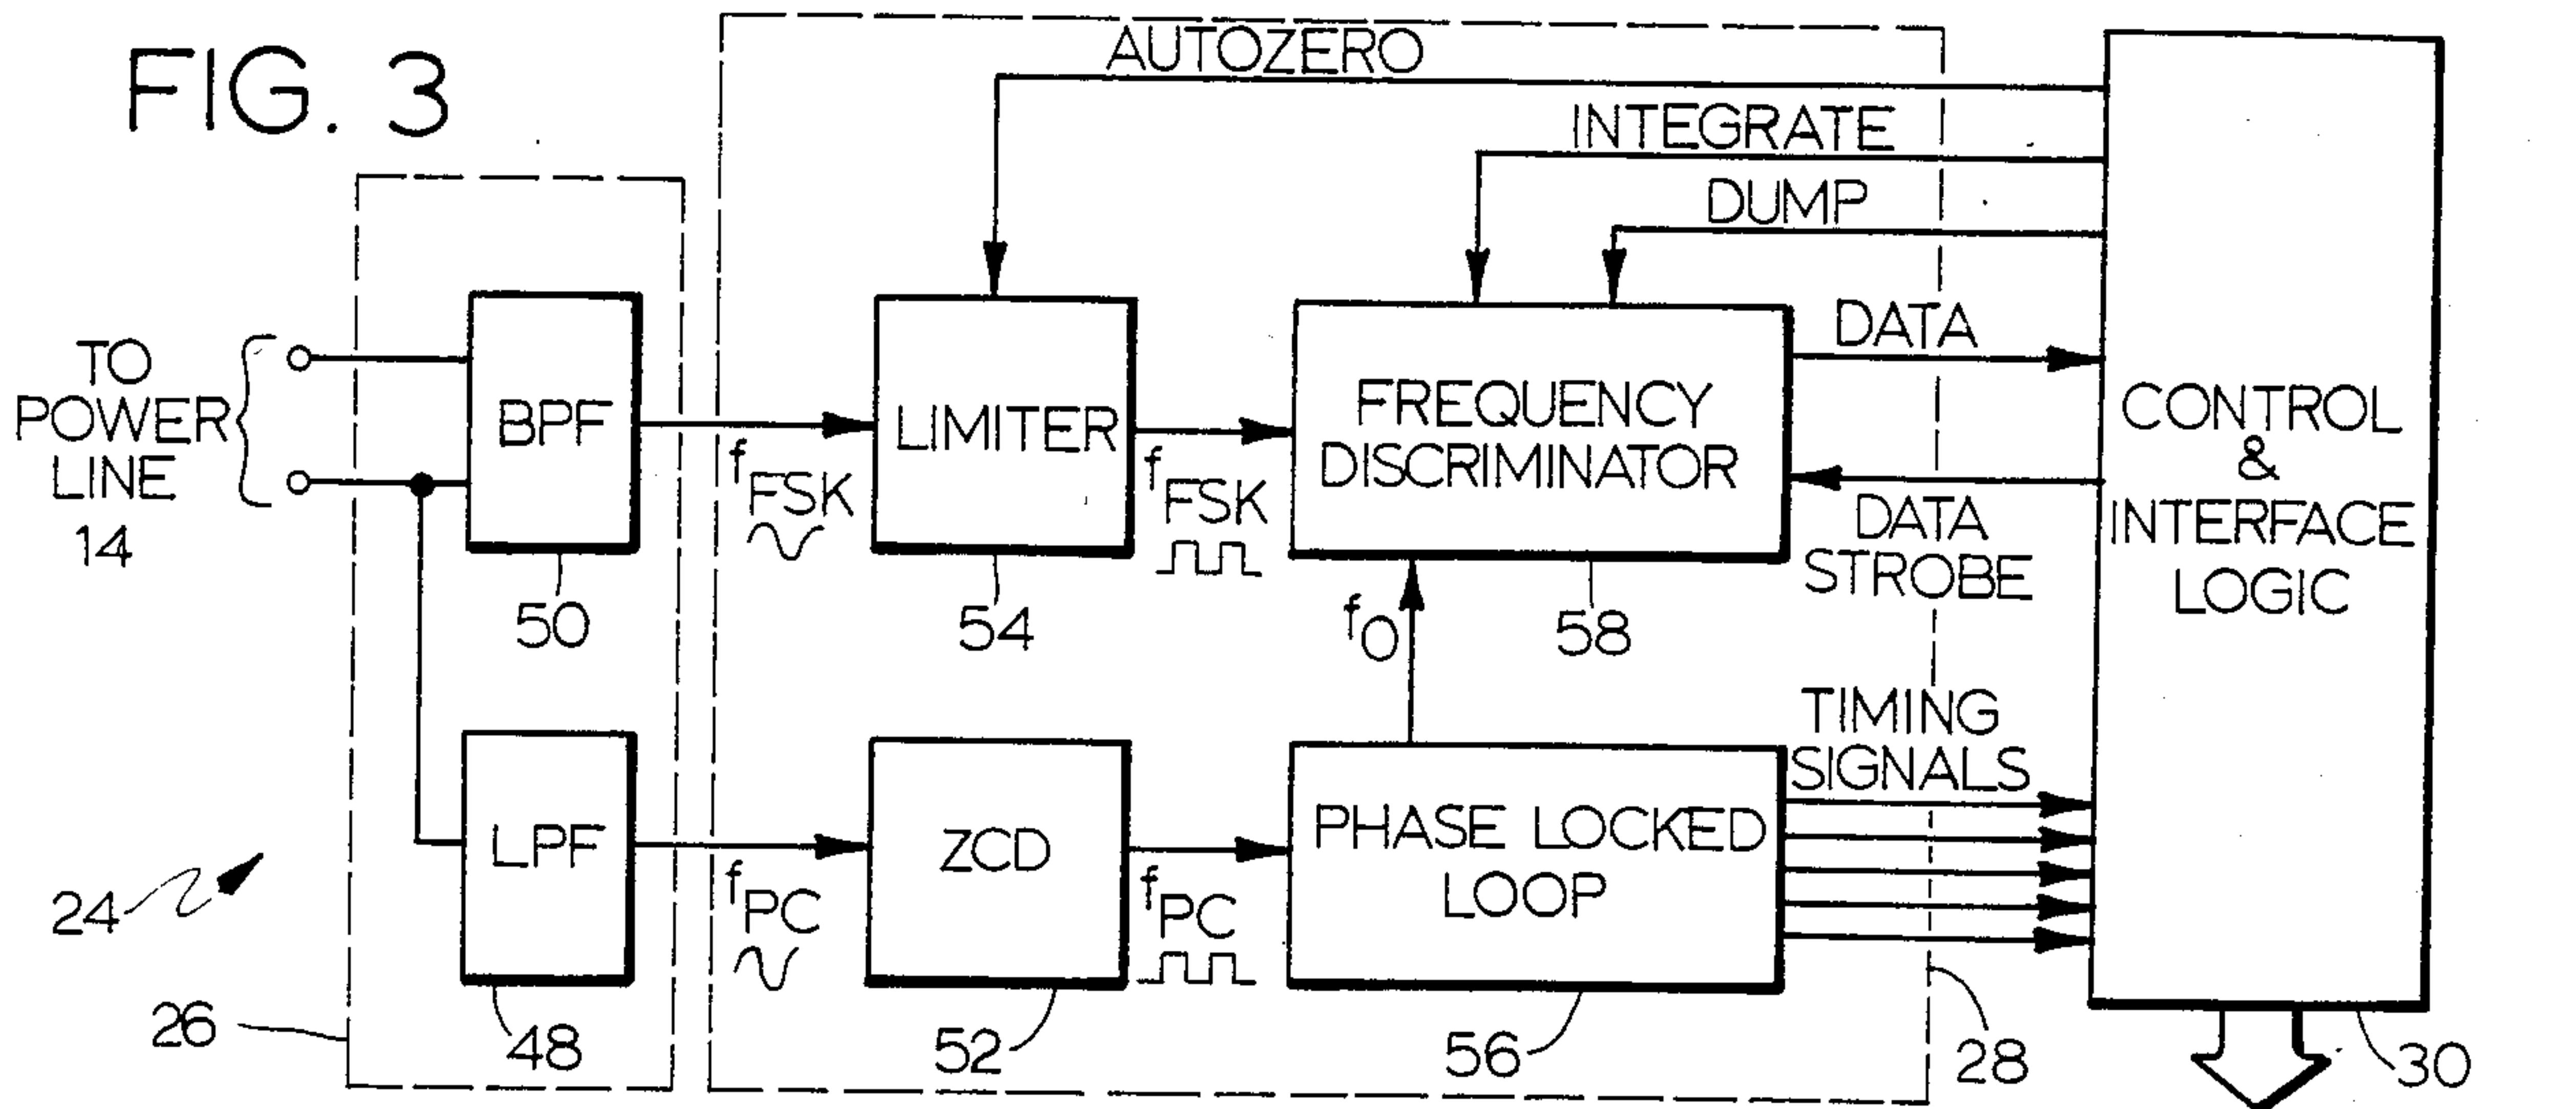 FIG. 3
AUTOZERO
INTEGRATE
DUMP
DATA
TO
POWER
LINE
14
BPF
50
fFSK
LIMITER
54
fFSK
FREQUENCY
DISCRIMINATOR
58
DATA
STROBE
CONTROL
&
INTERFACE
LOGIC
fO
TIMING
SIGNALS
24
26
LPF
48
fPC
ZCD
52
fPC
PHASE LOCKED
LOOP
56
28
30